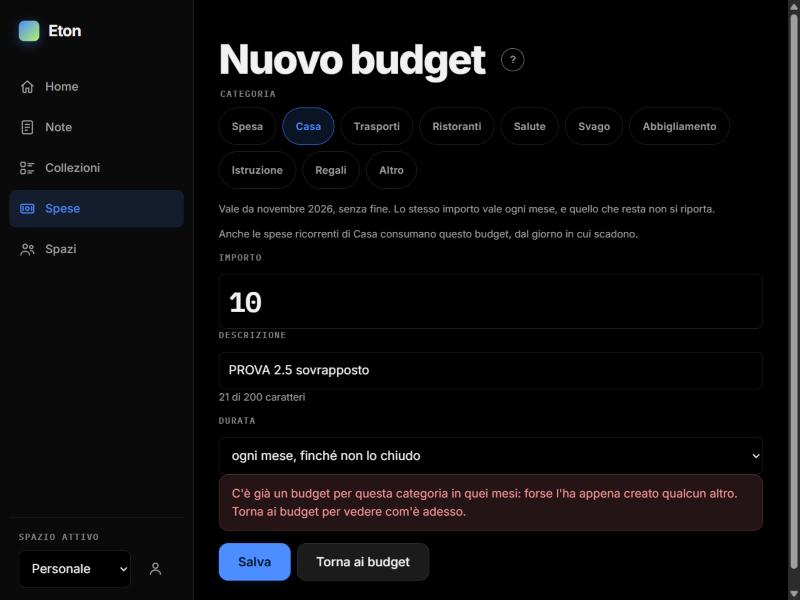 Eton
Home
Note
Collezioni
Spese
Spazi
SPAZIO ATTIVO
Personale
Nuovo budget ?
CATEGORIA
Spesa Casa Trasporti Ristoranti Salute Svago Abbigliamento
Istruzione Regali Altro
Vale da novembre 2026, senza fine. Lo stesso importo vale ogni mese, e quello che resta non si riporta.
Anche le spese ricorrenti di Casa consumano questo budget, dal giorno in cui scadono.
IMPORTO
10
DESCRIZIONE
PROVA 2.5 sovrapposto
21 di 200 caratteri
DURATA
ogni mese, finché non lo chiudo
C'è già un budget per questa categoria in quei mesi: forse l'ha appena creato qualcun altro.
Torna ai budget per vedere com'è adesso.
Salva Torna ai budget